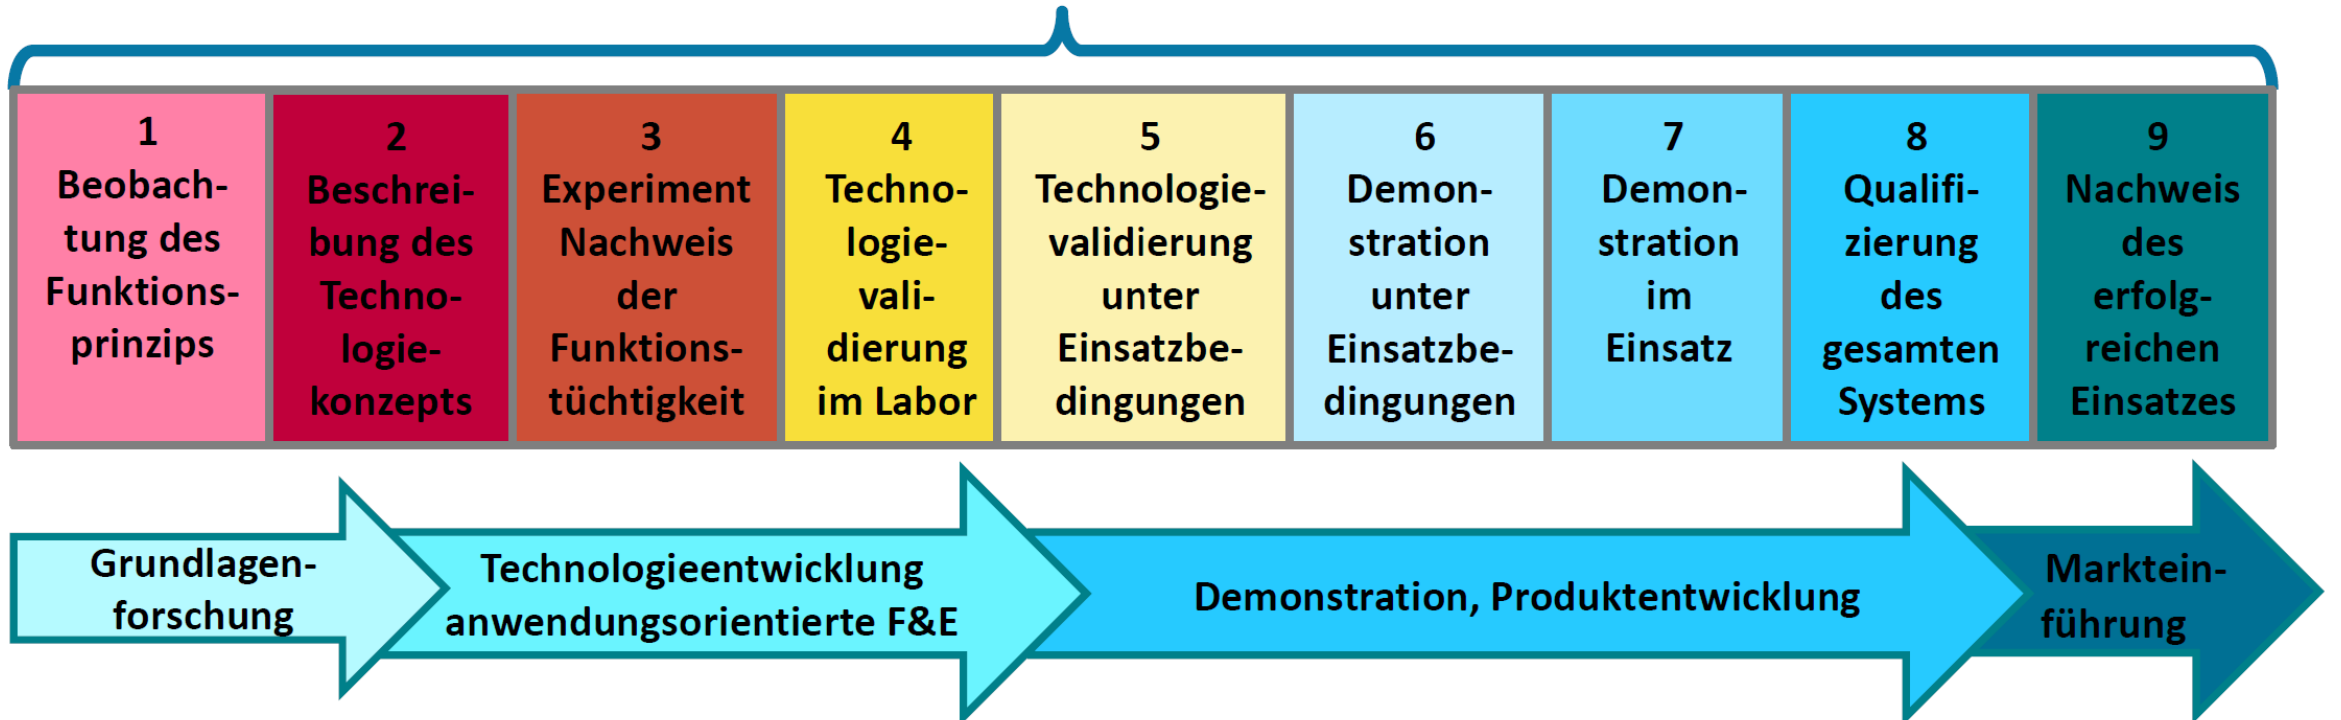 1
Beobach-
tung des
Funktions-
prinzips
2
Beschrei-
bung des
Techno-
logie-
konzepts
3
Experiment
Nachweis
der
Funktions-
tüchtigkeit
4
Techno-
logie-
vali-
dierung
im Labor
5
Technologie-
validierung
unter
Einsatzbe-
dingungen
6
Demon-
stration
unter
Einsatzbe-
dingungen
7
Demon-
stration
im
Einsatz
8
Qualifi-
zierung
des
gesamten
Systems
9
Nachweis
des
erfolg-
reichen
Einsatzes
Grundlagen-
forschung
Technologieentwicklung
anwendungsorientierte F&E
Demonstration, Produktentwicklung
Marktein-
führung